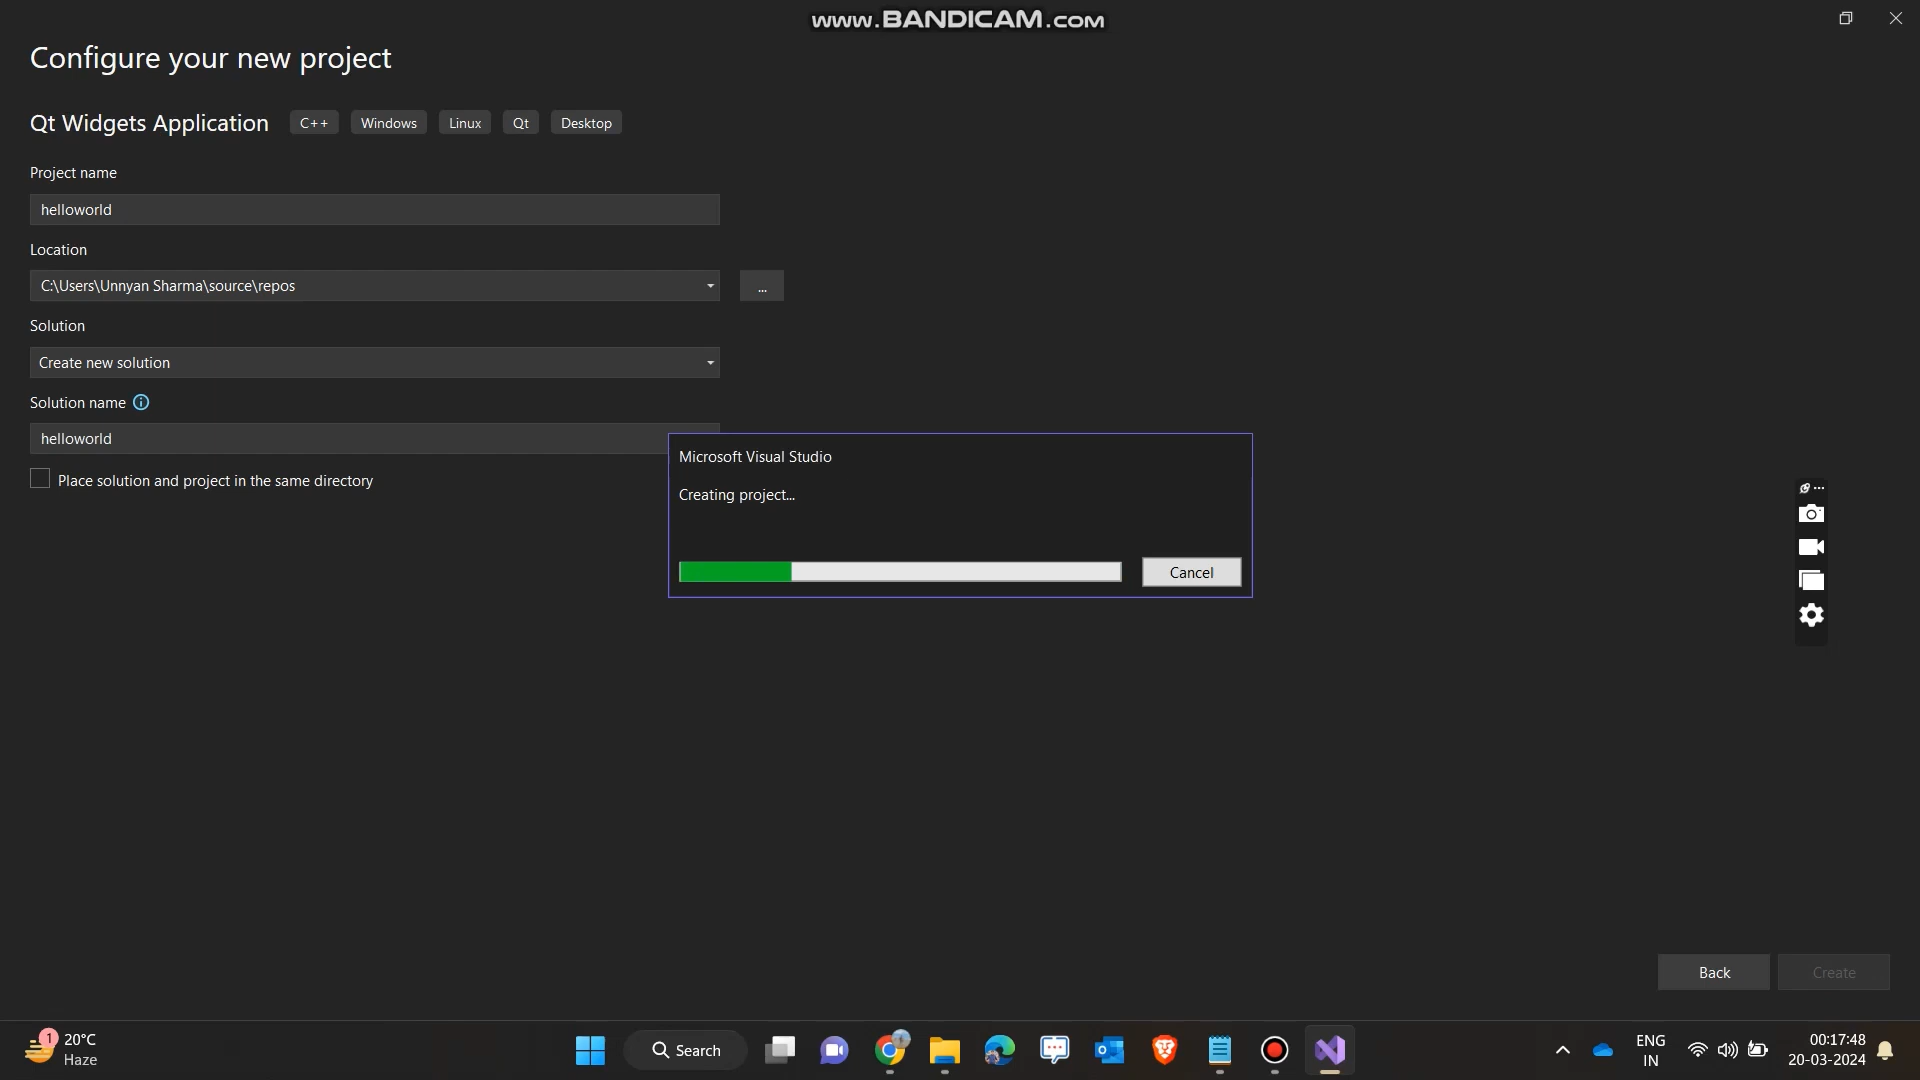 www.BANDICAM.com
Configure your new project
Qt Widgets Application C++ Windows Linux Qt Desktop
Project name
helloworld
Location
C:\Users\Unnyan Sharma\source\repos
...
Solution
Create new solution
Solution name
helloworld
Place solution and project in the same directory
Microsoft Visual Studio
Creating project...
Cancel
Back Create
1
20°C
Haze
Search
ENG
IN
00:17:48
20-03-2024